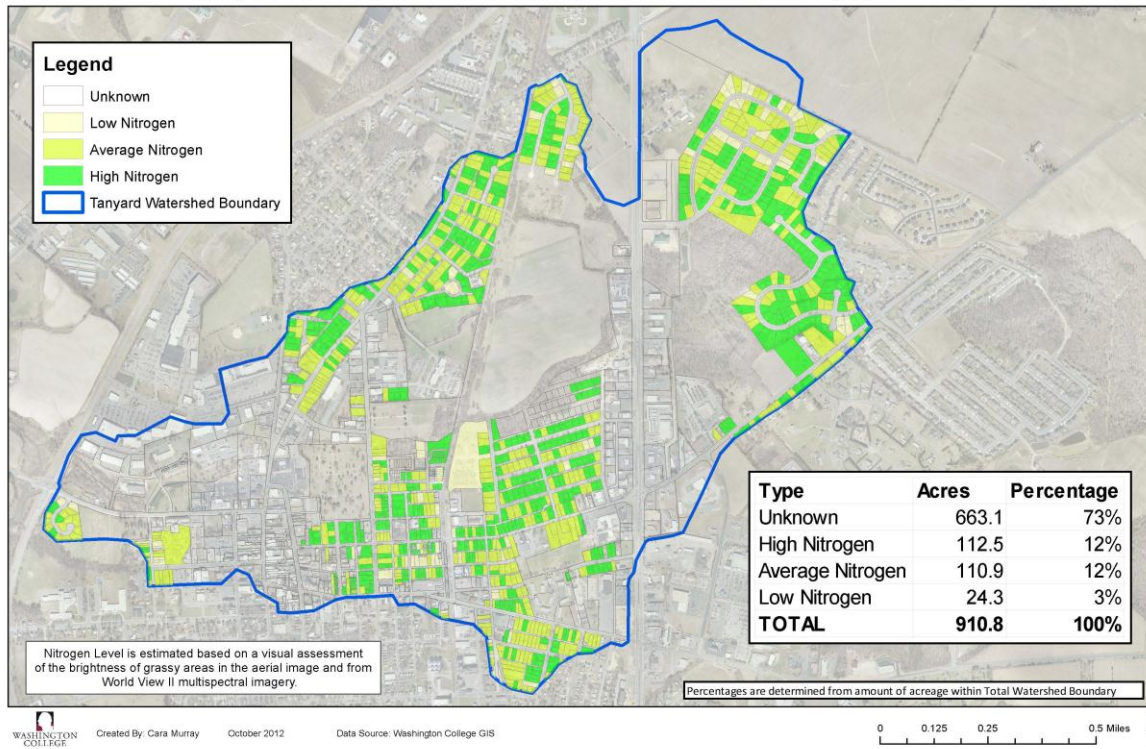 Legend
Unknown
Low Nitrogen
Average Nitrogen
High Nitrogen
Tanyard Watershed Boundary
Type Acres Percentage
Unknown 663.1 73%
High Nitrogen 112.5 12%
Average Nitrogen 110.9 12%
Low Nitrogen 24.3 3%
TOTAL 910.8 100%
Nitrogen Level is estimated based on a visual assessment
of the brightness of grassy areas in the aerial image and from
World View II multispectral imagery.
Percentages are determined from amount of acreage within Total Watershed Boundary
WASHINGTON
COLLEGE
Created By: Cara Murray October 2012 Data Source: Washington College GIS
0 0.125 0.25 0.5 Miles